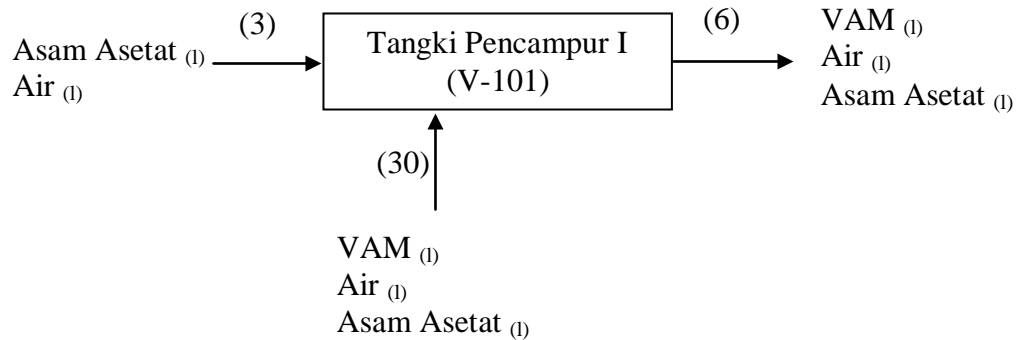 (3)
Asam Asetat (l)
Air (l)
Tangki Pencampur I
(V-101)
(6)
VAM (l)
Air (l)
Asam Asetat (l)
(30)
VAM (l)
Air (l)
Asam Asetat (l)